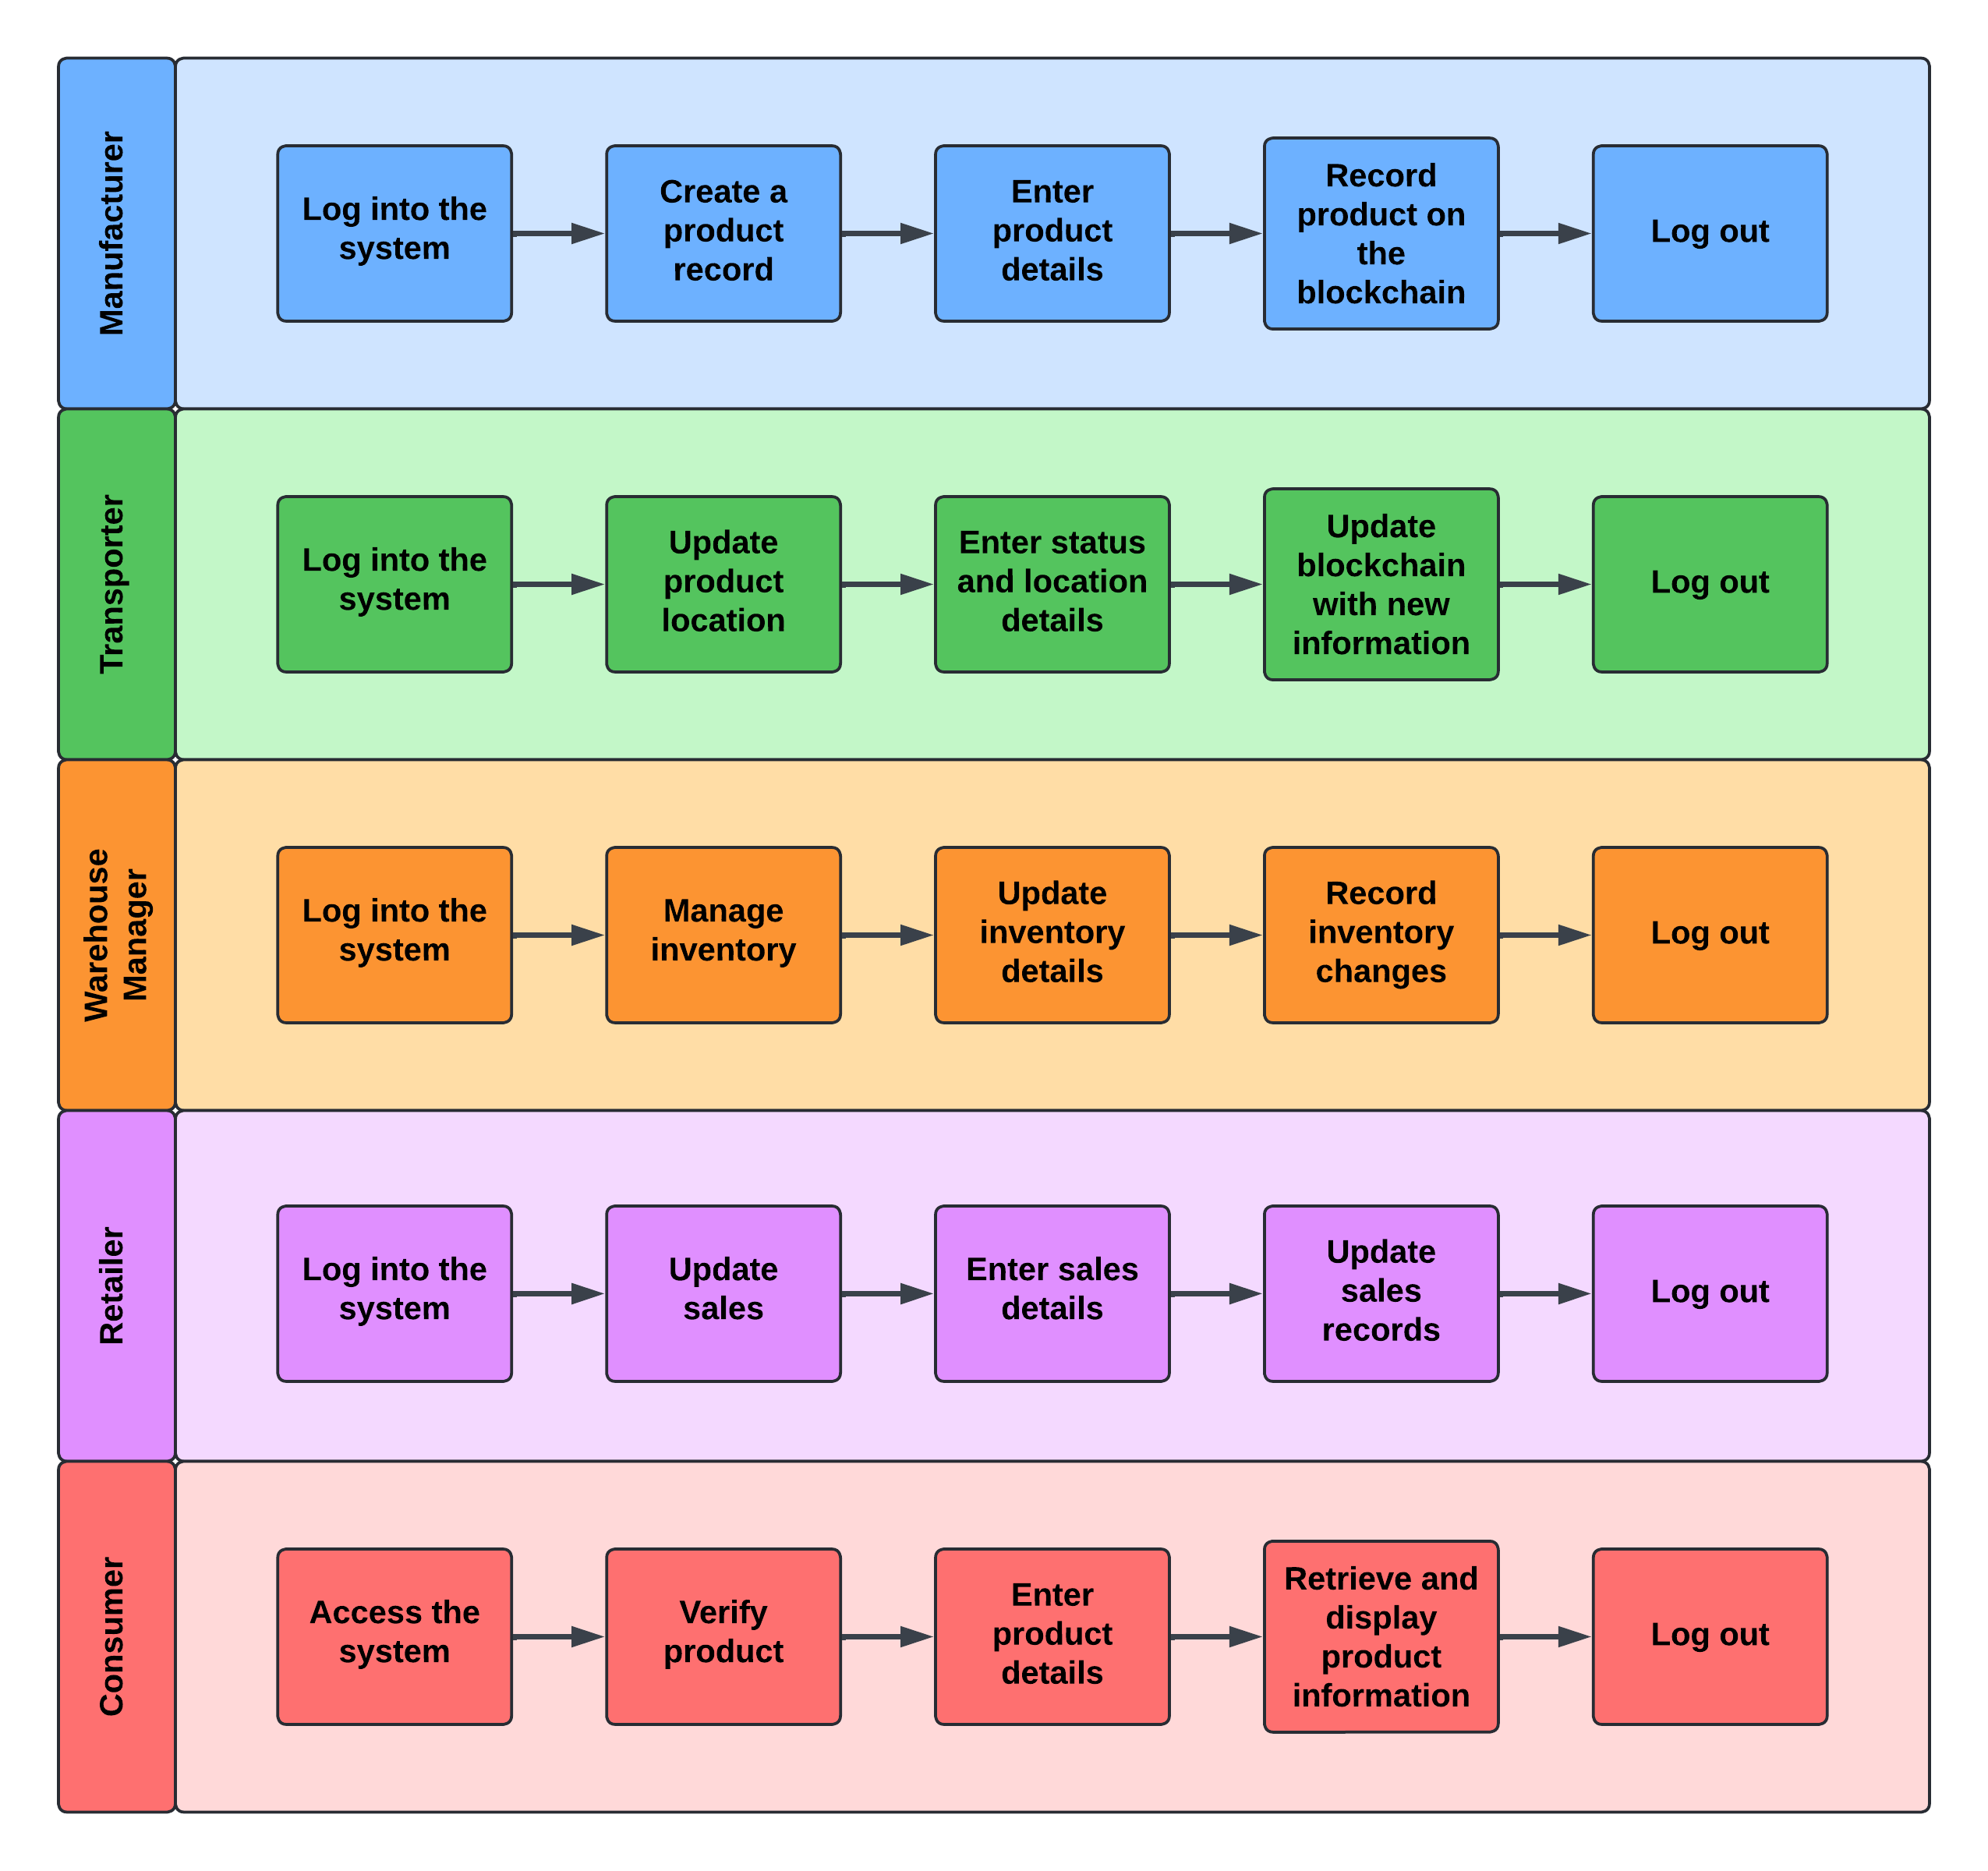 Manufacturer
Log into the
system
Create a
product
record
Enter
product
details
Record
product on
the
blockchain
Log out
Transporter
Log into the
system
Update
product
location
Enter status
and location
details
Update
blockchain
with new
information
Log out
Warehouse
Manager
Log into the
system
Manage
inventory
Update
inventory
details
Record
inventory
changes
Log out
Retailer
Log into the
system
Update
sales
Enter sales
details
Update
sales
records
Log out
Consumer
Access the
system
Verify
product
Enter
product
details
Retrieve and
display
product
information
Log out